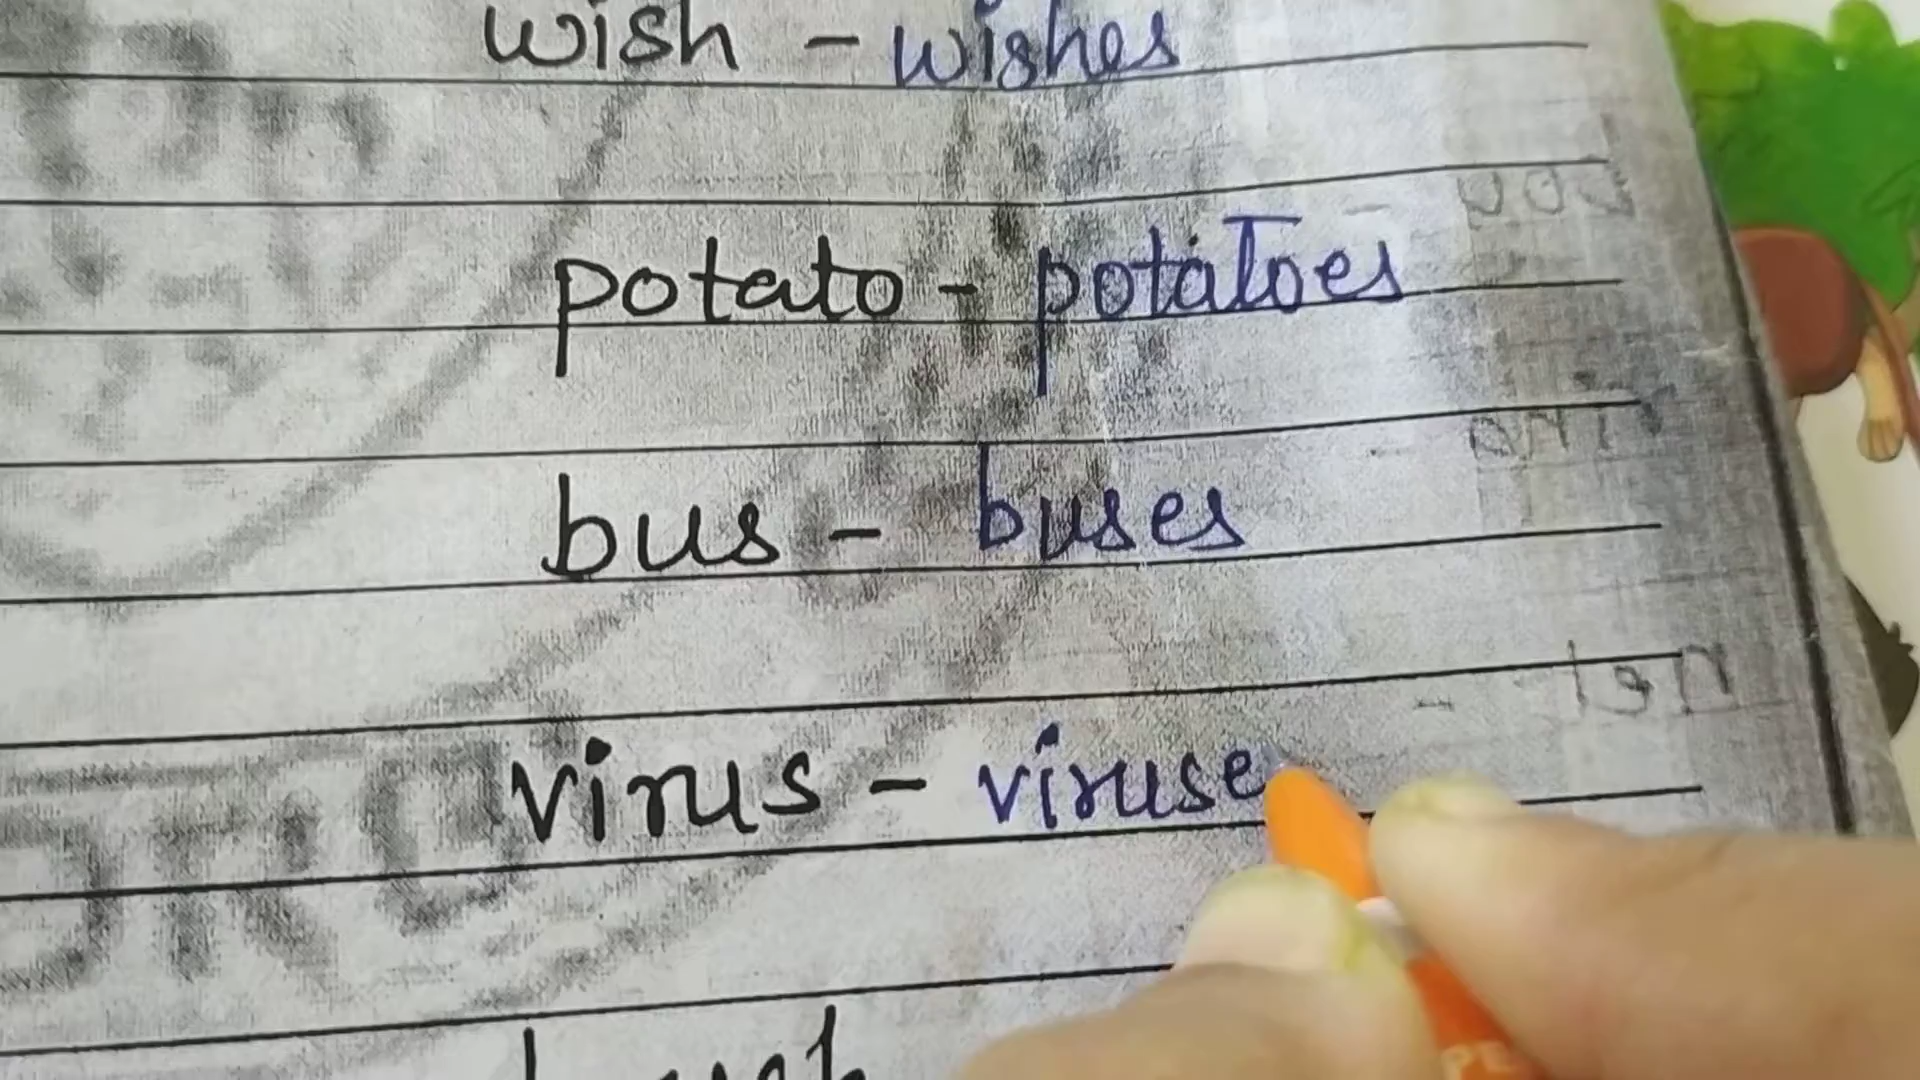 wish - wishes
potato - potatoes
bus - buses
virus - viruse